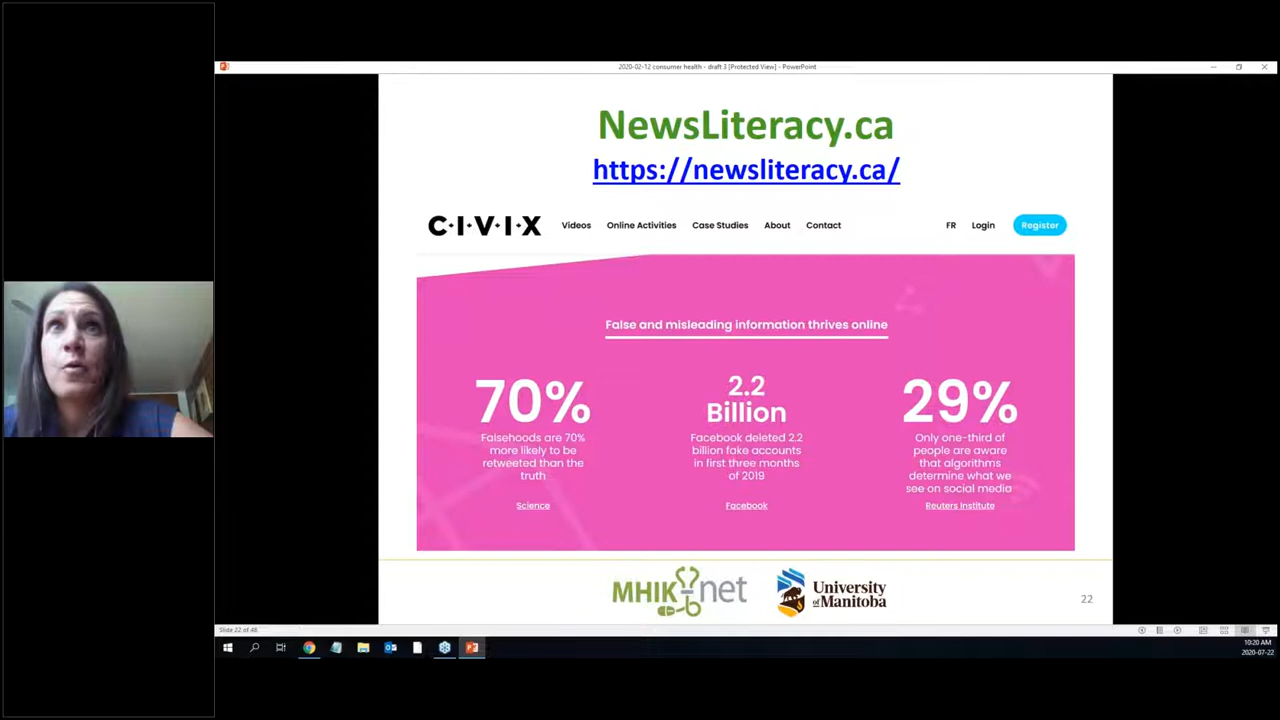 2020-02-12 consumer health - draft 3 [Protected View] - PowerPoint
NewsLiteracy.ca
https://newsliteracy.ca/
C·I·V·I·X
Videos
Online Activities
Case Studies
About
Contact
FR
Login
Register
False and misleading information thrives online
70%
Falsehoods are 70%
more likely to be
retweeted than the
truth
Science
2.2
Billion
Facebook deleted 2.2
billion fake accounts
in first three months
of 2019
Facebook
29%
Only one-third of
people are aware
that algorithms
determine what we
see on social media
Reuters Institute
MHIKnet
University
of Manitoba
22
Slide 22 of 48
10:20 AM
2020-07-22